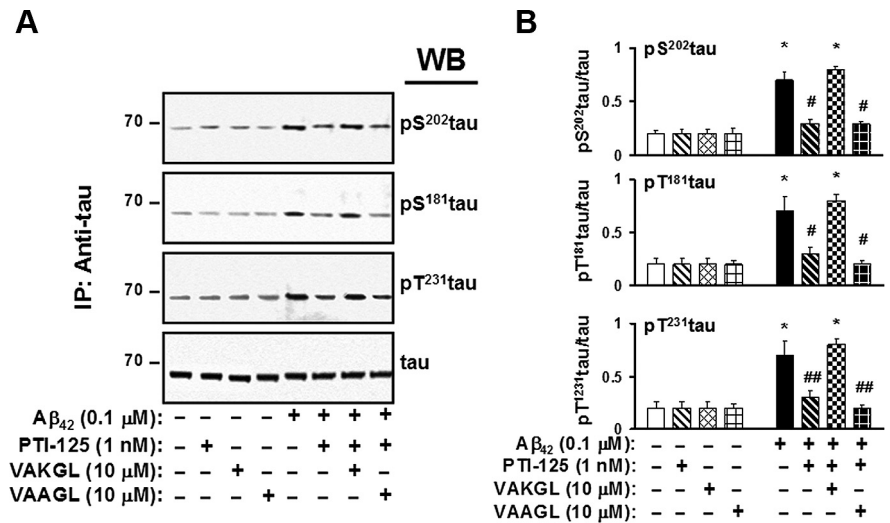 A
WB
IP: Anti-tau
70
pS202tau
70
pS181tau
70
pT231tau
70
tau
Aβ42 (0.1 μM): – – – – + + + +
PTI-125 (1 nM): – + – – – + + +
VAKGL (10 μM): – – + – – – + –
VAAGL (10 μM): – – – + – – – +
B
pS202tau
pS202tau/tau
1
0.5
0
* # * #
pT181tau
pT181tau/tau
1
0.5
0
* # * #
pT231tau
pT1231tau/tau
1
0.5
0
* ## * ##
Aβ42 (0.1 μM): – – – – + + + +
PTI-125 (1 nM): – + – – – + + +
VAKGL (10 μM): – – + – – – + –
VAAGL (10 μM): – – – + – – – +